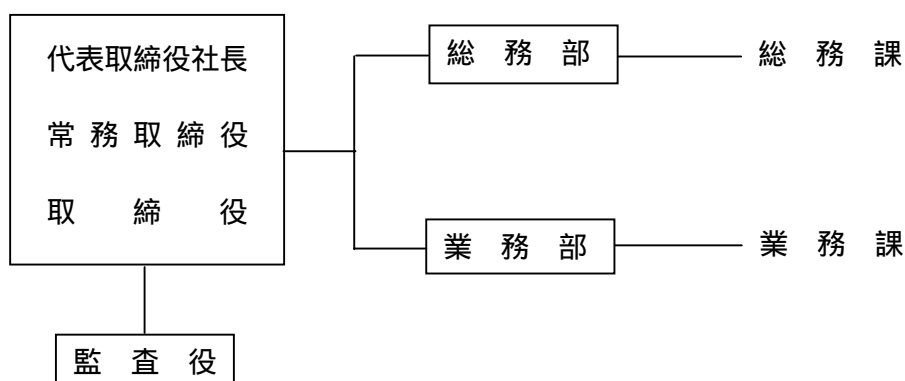 代表取締役社長
常務取締役
取締役
監査役
総務部
総務課
業務部
業務課